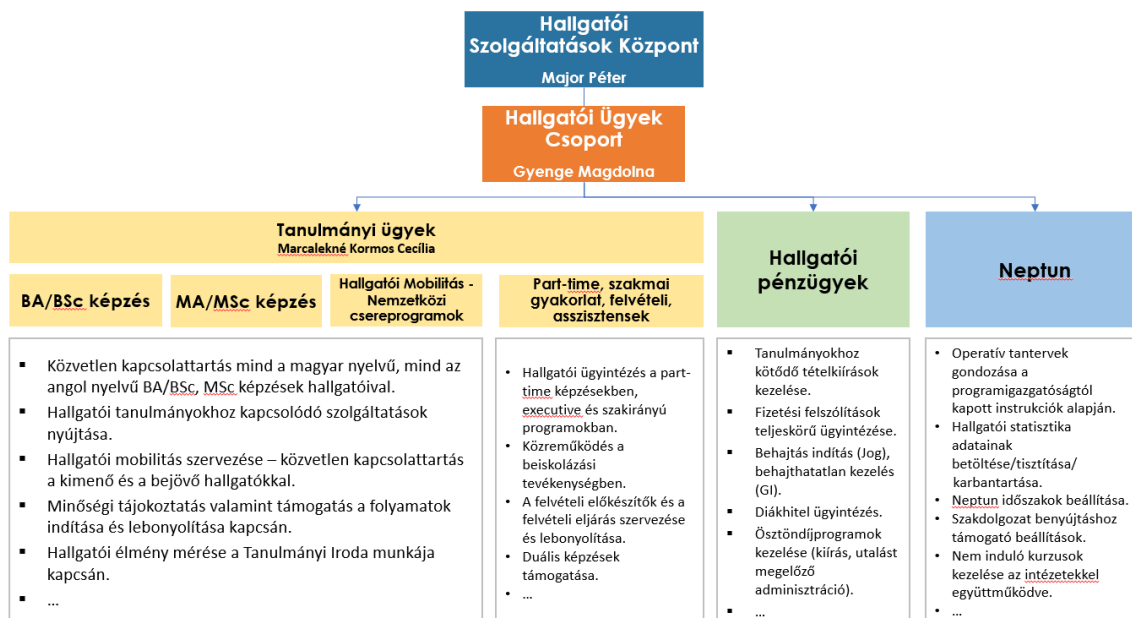 Hallgatói
Szolgáltatások Központ
Major Péter
Hallgatói Ügyek
Csoport
Gyenge Magdolna
Tanulmányi ügyek
Marcalekné Kormos Cecília
BA/BSc képzés
MA/MSc képzés
Hallgatói Mobilitás -
Nemzetközi
csereprogramok
Part-time, szakmai
gyakorlat, felvételi,
asszisztensek
Hallgatói
pénzügyek
Neptun
▪ Közvetlen kapcsolattartás mind a magyar nyelvű, mind az
angol nyelvű BA/BSc, MSc képzések hallgatóival.
▪ Hallgatói tanulmányokhoz kapcsolódó szolgáltatások
nyújtása.
▪ Hallgatói mobilitás szervezése – közvetlen kapcsolattartás
a kimenő és a bejövő hallgatókkal.
▪ Minőségi tájokoztatás valamint támogatás a folyamatok
indítása és lebonyolítása kapcsán.
▪ Hallgatói élmény mérése a Tanulmányi Iroda munkája
kapcsán.
▪ ...
• Hallgatói ügyintézés a part-
time képzésekben,
executive és szakirányú
programokban.
• Közreműködés a
beiskolázási
tevékenységben.
• A felvételi előkészítők és a
felvételi eljárás szervezése
és lebonyolítása.
• Duális képzések
támogatása.
• ...
▪ Tanulmányokhoz
kötődő tételkiírások
kezelése.
▪ Fizetési felszólítások
teljeskörű ügyintézése.
▪ Behajtás indítás (Jog),
behajthatatlan kezelés
(GI).
▪ Diákhitel ügyintézés.
▪ Ösztöndíjprogramok
kezelése (kiírás, utalást
megelőző
adminisztráció).
▪ ...
• Operatív tantervek
gondozása a
programigazgatóságtól
kapott instrukciók alapján.
• Hallgatói statisztika
adatainak
betöltése/tisztítása/
karbantartása.
• Neptun időszakok beállítása.
• Szakdolgozat benyújtáshoz
támogató beállítások.
• Nem induló kurzusok
kezelése az intézetekkel
együttműködve.
• ...